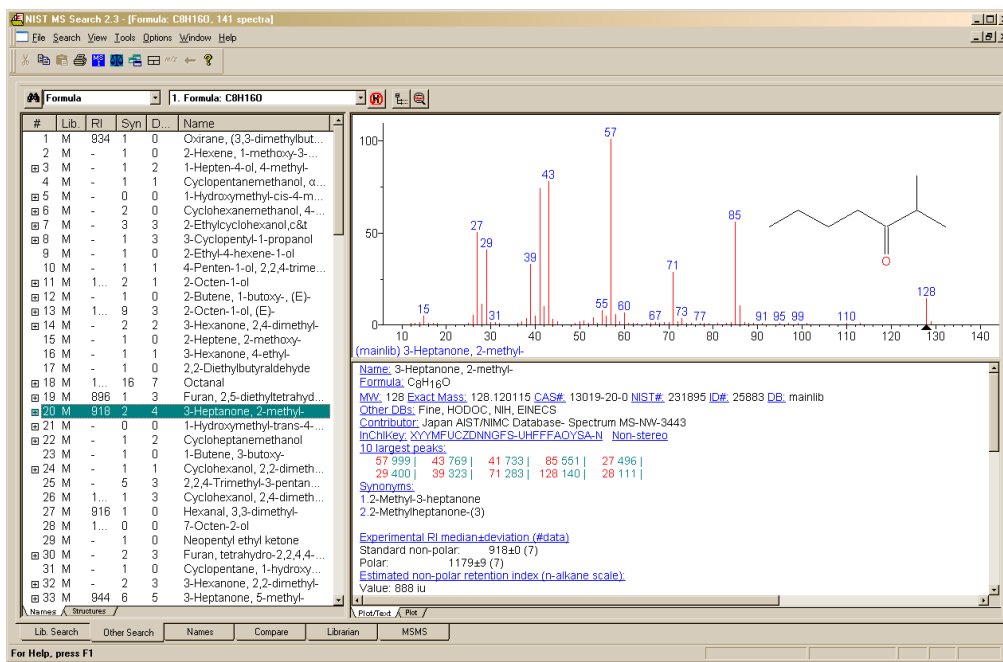 NIST MS Search 2.3 - [Formula: C8H16O, 141 spectra]
File Search View Tools Options Window Help
Formula 1. Formula: C8H16O
# Lib. RI Syn D... Name
1 M 934 1 0 Oxirane, (3,3-dimethylbut...
2 M - 1 0 2-Hexene, 1-methoxy-3-...
3 M - 1 2 1-Hepten-4-ol, 4-methyl-
4 M - 1 1 Cyclopentanemethanol, α...
5 M - 0 0 1-Hydroxymethyl-cis-4-m...
6 M - 2 0 Cyclohexanemethanol, 4-...
7 M - 3 3 2-Ethylcyclohexanol,c&t
8 M - 1 3 3-Cyclopentyl-1-propanol
9 M - 1 0 2-Ethyl-4-hexene-1-ol
10 M - 1 1 4-Penten-1-ol, 2,2,4-trime...
11 M 1... 2 1 2-Octen-1-ol
12 M - 1 0 2-Butene, 1-butoxy-, (E)-
13 M 1... 9 3 2-Octen-1-ol, (E)-
14 M - 2 2 3-Hexanone, 2,4-dimethyl-
15 M - 1 0 2-Heptene, 2-methoxy-
16 M - 1 1 3-Hexanone, 4-ethyl-
17 M - 1 0 2,2-Diethylbutyraldehyde
18 M 1... 16 7 Octanal
19 M 896 1 3 Furan, 2,5-diethyltetrahyd...
20 M 918 2 4 3-Heptanone, 2-methyl-
21 M - 0 0 1-Hydroxymethyl-trans-4-...
22 M - 1 2 Cycloheptanemethanol
23 M - 1 0 1-Butene, 3-butoxy-
24 M - 1 1 Cyclohexanol, 2,2-dimeth...
25 M - 5 3 2,2,4-Trimethyl-3-pentan...
26 M 1... 1 3 Cyclohexanol, 2,4-dimeth...
27 M 916 1 0 Hexanal, 3,3-dimethyl-
28 M 1... 0 0 7-Octen-2-ol
29 M - 1 0 Neopentyl ethyl ketone
30 M - 2 3 Furan, tetrahydro-2,2,4,4-...
31 M - 1 0 Cyclopentane, 1-hydroxy...
32 M - 2 3 3-Hexanone, 2,2-dimethyl-
33 M 944 6 5 3-Heptanone, 5-methyl-
Names Structures
100
50
0
57
43
27
29
39
85
71
15
31
55
60
67
73
77
91
95
99
110
128
O
10 20 30 40 50 60 70 80 90 100 110 120 130 140
(mainlib) 3-Heptanone, 2-methyl-
Name: 3-Heptanone, 2-methyl-
Formula: C8H16O
MW: 128 Exact Mass: 128.120115 CAS#: 13019-20-0 NIST#: 231895 ID#: 25883 DB: mainlib
Other DBs: Fine, HODOC, NIH, EINECS
Contributor: Japan AIST/NIMC Database- Spectrum MS-NW-3443
InChIKey: XYYMFUCZDNNGFS-UHFFFAOYSA-N Non-stereo
10 largest peaks:
57 999 | 43 769 | 41 733 | 85 551 | 27 496 |
29 400 | 39 323 | 71 283 | 128 140 | 28 111 |
Synonyms:
1.2-Methyl-3-heptanone
2.2-Methylheptanone-(3)
Experimental RI median±deviation (#data)
Standard non-polar: 918±0 (7)
Polar: 1179±9 (7)
Estimated non-polar retention index (n-alkane scale):
Value: 888 iu
Plot/Text Plot
Lib. Search Other Search Names Compare Librarian MSMS
For Help, press F1